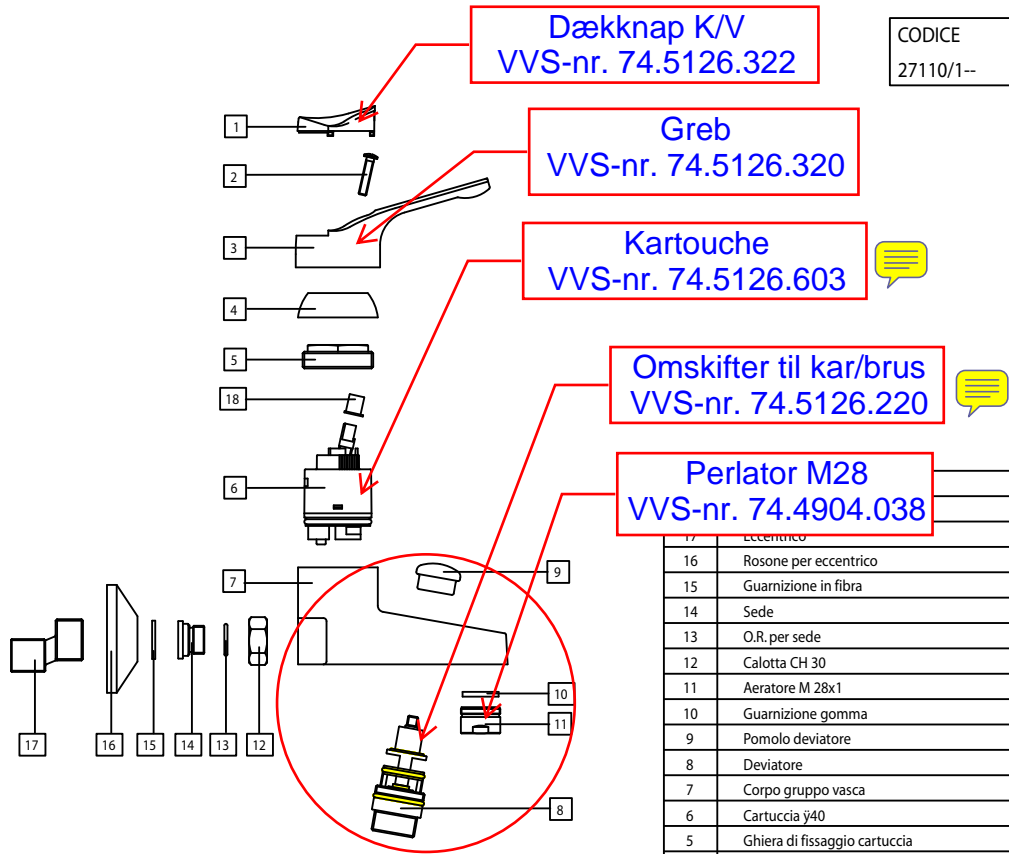 Dækknap K/V
VVS-nr. 74.5126.322
CODICE
27110/1--
1
Greb
VVS-nr. 74.5126.320
2
3
Kartouche
VVS-nr. 74.5126.603
4
5
Omskifter til kar/brus
VVS-nr. 74.5126.220
18
6
Perlator M28
VVS-nr. 74.4904.038
17 Eccentrico
16 Rosone per eccentrico
15 Guarnizione in fibra
14 Sede
13 O.R. per sede
12 Calotta CH 30
11 Aeratore M 28x1
10 Guarnizione gomma
9 Pomolo deviatore
8 Deviatore
7 Corpo gruppo vasca
6 Cartuccia ÿ40
5 Ghiera di fissaggio cartuccia
7
9
10
11
17
16
15
14
13
12
8